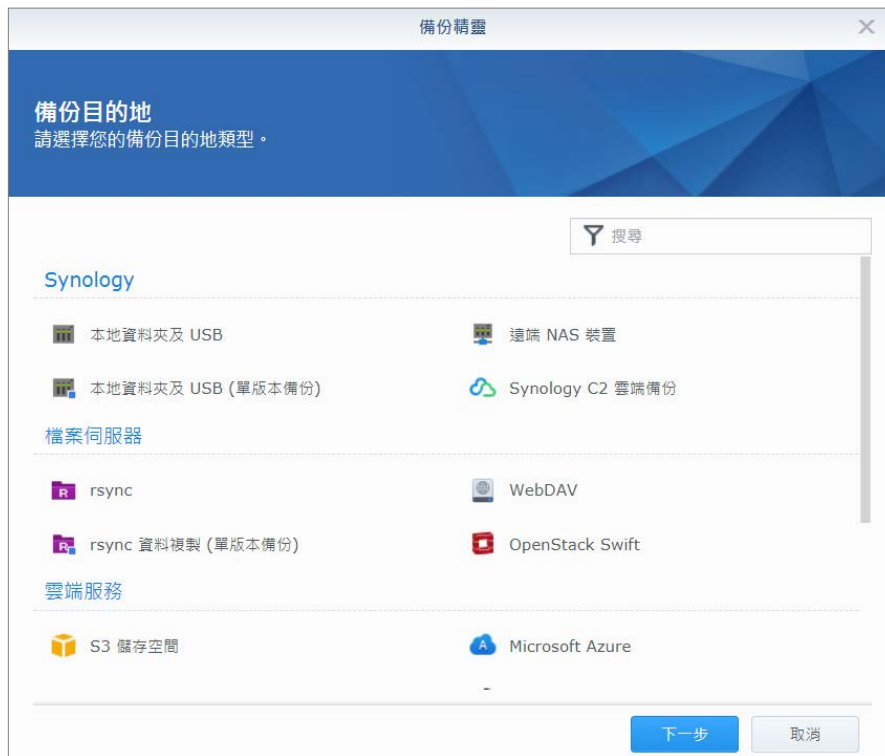 備份精靈
備份目的地
請選擇您的備份目的地類型。
搜尋
Synology
本地資料夾及 USB
遠端 NAS 裝置
本地資料夾及 USB (單版本備份)
Synology C2 雲端備份
檔案伺服器
rsync
WebDAV
rsync 資料複製 (單版本備份)
OpenStack Swift
雲端服務
S3 儲存空間
Microsoft Azure
下一步
取消